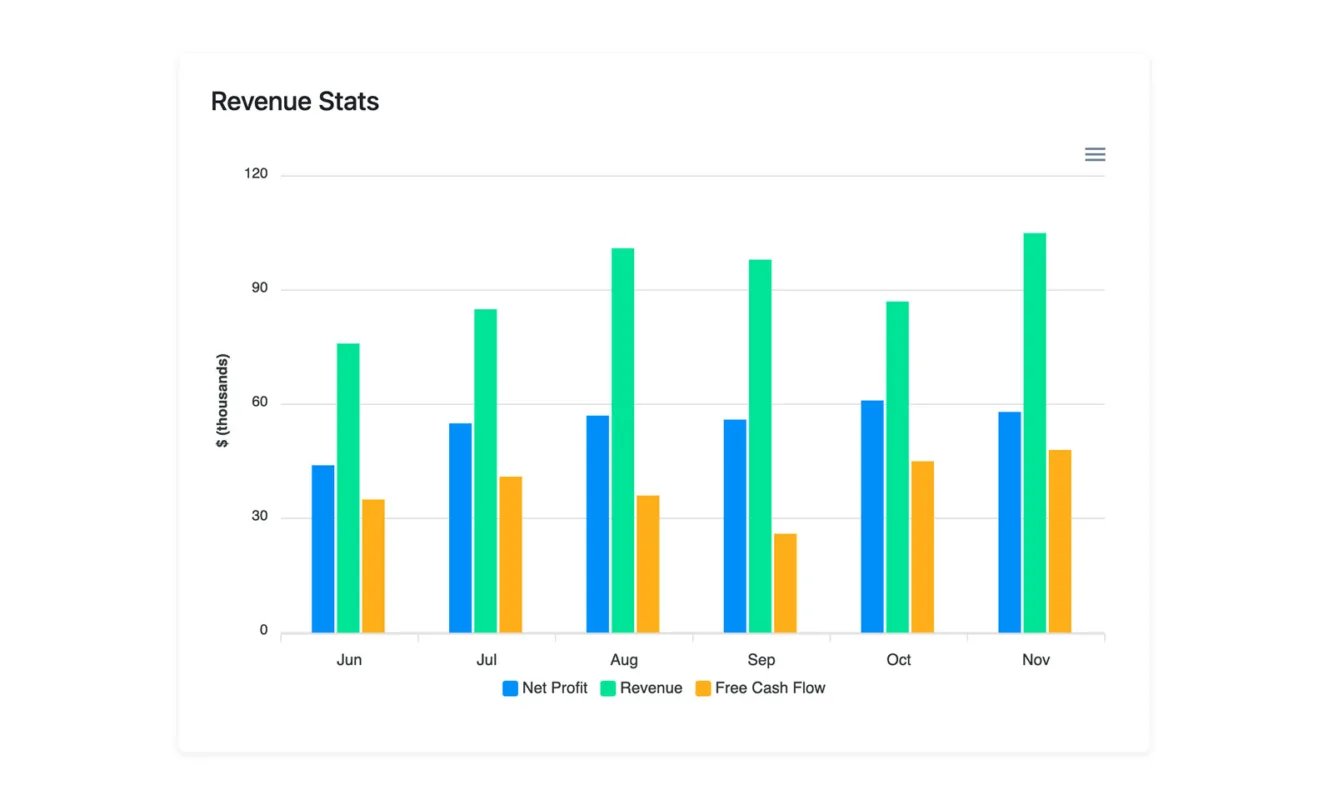 Revenue Stats
120
90
60
30
0
$ (thousands)
Jun Jul Aug Sep Oct Nov
Net Profit Revenue Free Cash Flow